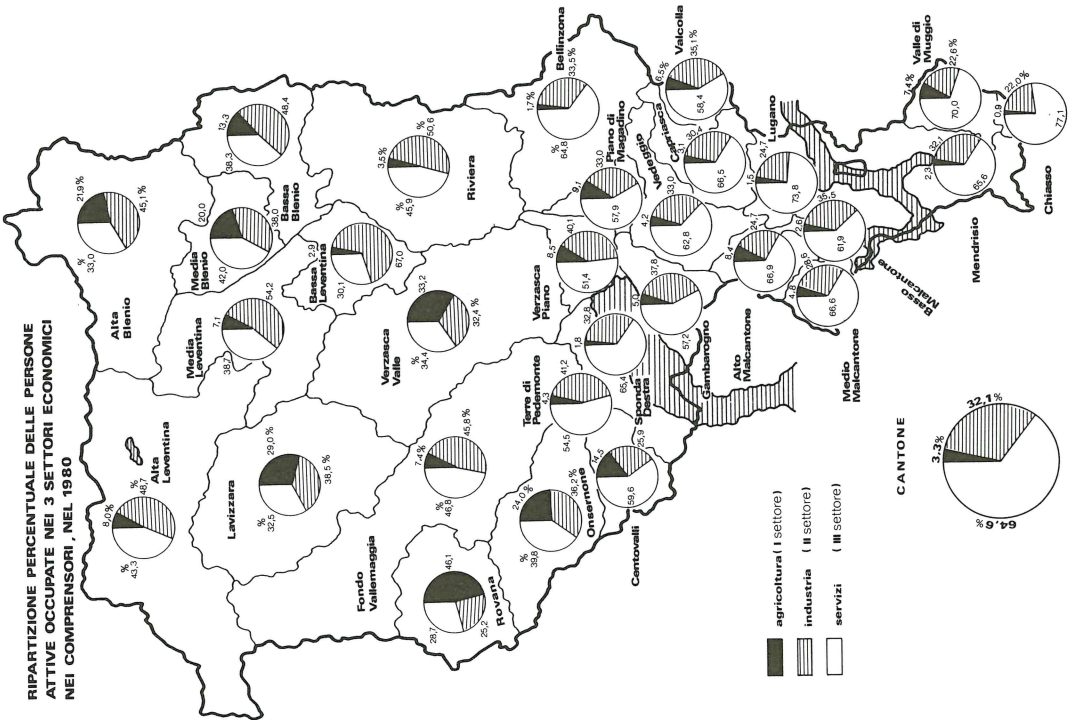 RIPARTIZIONE PERCENTUALE DELLE PERSONE
ATTIVE OCCUPATE NEI 3 SETTORI ECONOMICI
NEI COMPRENSORI, NEL 1980
Alta
Leventina
8,0%
%
48,7
%
43,3
Alta
Blenio
%
33,0
21,9%
45,1%
Media
Blenio
20,0
38,0
42,0
Bassa
Blenio
13,3
48,4
38,3
Media
Leventina
7,1
54,2
38,7
Bassa
Leventina
2,9
67,0
30,1
Riviera
3,5%
%
50,6
%
45,9
Lavizzara
29,0%
38,5%
%
32,5
Verzasca
Valle
33,2
32,4%
%
34,4
Fondo
Vallemaggia
7,4%
45,8%
%
46,8
Rovana
46,1
25,2
28,7
Onsernone
24,0%
36,2%
%
39,8
Centovalli
14,5
25,9
59,6
Terre di
Pedemonte
4,3
41,2
54,5
Sponda
Destra
1,8
32,8
65,4
Verzasca
Piano
8,5
40,1
51,4
Piano di
Magadino
9,1
33,0
57,9
Bellinzona
1,7%
33,5%
%
64,8
Gambarogno
5,0
37,8
57,2
Vedeggio
4,2
33,0
62,8
Capriasca
3,1
30,4
66,5
Valcolla
6,5%
35,1%
58,4
Lugano
1,5
24,7
73,8
Alto
Malcantone
8,4
24,7
66,9
Medio
Malcantone
4,8
66,6
Basso
Malcantone
2,6
35,5
61,9
Mendrisio
2,3
32,1
65,6
Valle di
Muggio
7,4%
22,6%
70,0
Chiasso
0,9
22,0%
77,1
agricoltura (I settore)
industria (II settore)
servizi (III settore)
CANTONE
3,3%
32,1%
64,6%